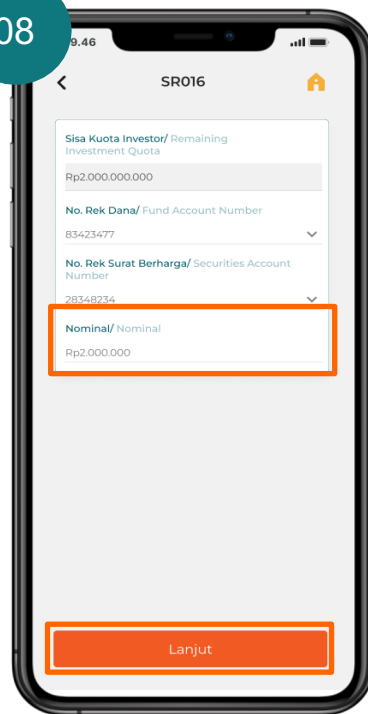 08
9.46
SR016
Sisa Kuota Investor/ Remaining
Investment Quota
Rp2.000.000.000
No. Rek Dana/ Fund Account Number
83423477
No. Rek Surat Berharga/ Securities Account
Number
28348234
Nominal/ Nominal
Rp2.000.000
Lanjut